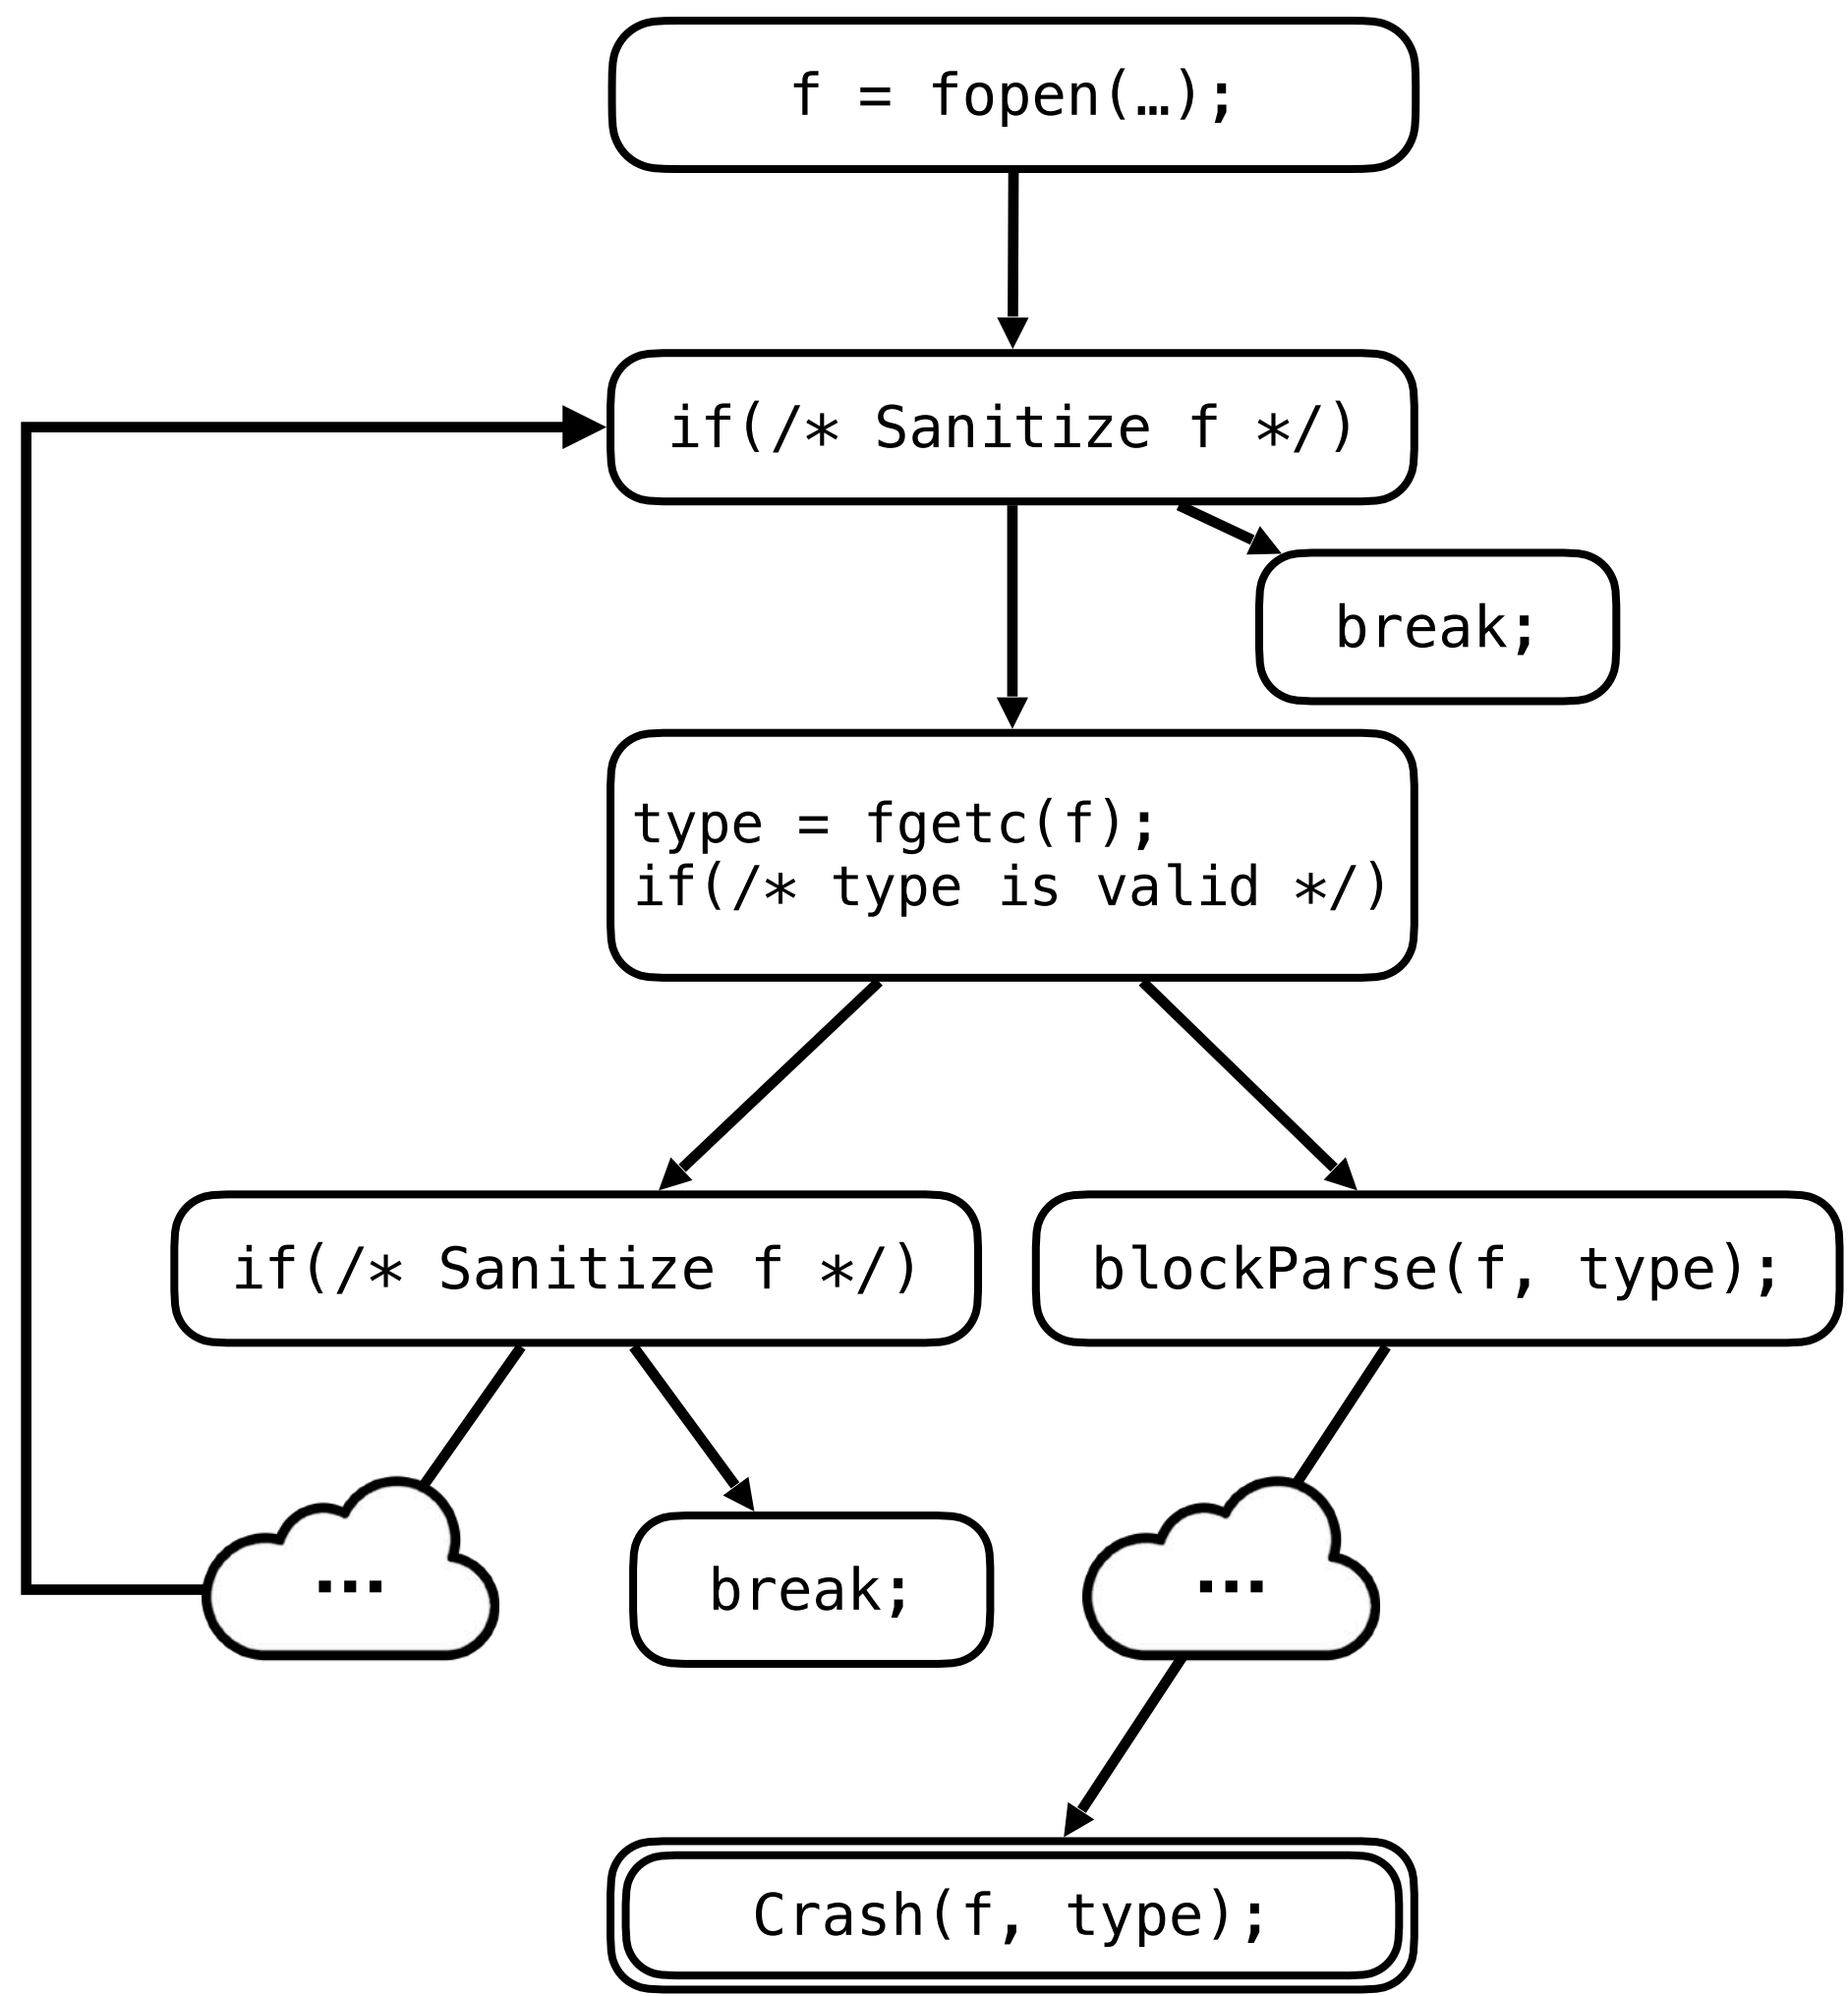 f = fopen(…);
if(/* Sanitize f */)
break;
type = fgetc(f);
if(/* type is valid */)
if(/* Sanitize f */)
blockParse(f, type);
...
break;
...
Crash(f, type);